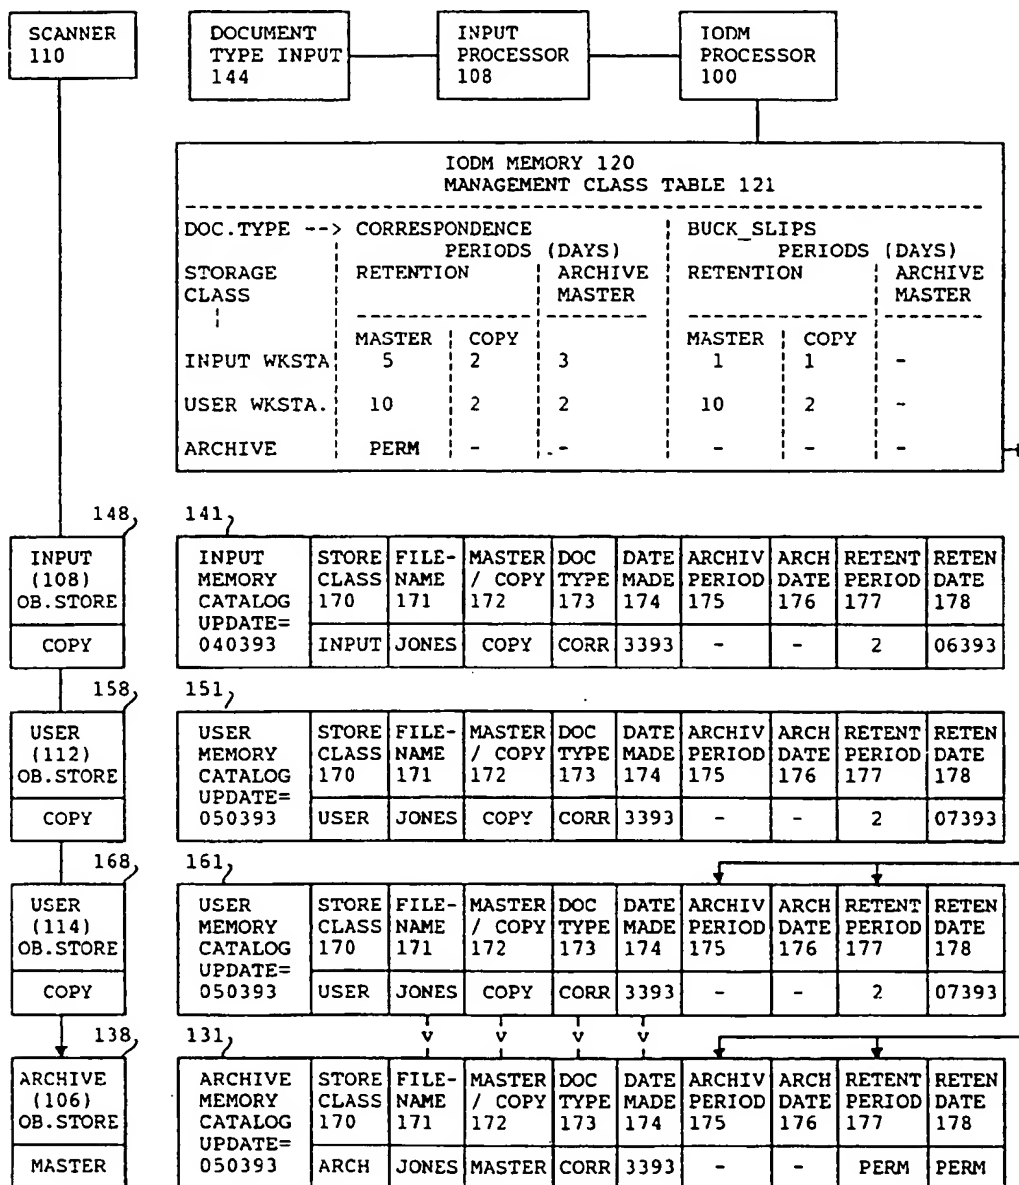 SCANNER
110
DOCUMENT
TYPE INPUT
144
INPUT
PROCESSOR
108
IODM
PROCESSOR
100
IODM MEMORY 120
MANAGEMENT CLASS TABLE 121
DOC.TYPE --> CORRESPONDENCE BUCK_SLIPS
PERIODS (DAYS) PERIODS (DAYS)
STORAGE RETENTION ARCHIVE RETENTION ARCHIVE
CLASS MASTER MASTER
MASTER COPY MASTER COPY
INPUT WKSTA 5 2 3 1 1 -
USER WKSTA. 10 2 2 10 2 -
ARCHIVE PERM - - - - -
148
INPUT
(108)
OB.STORE
COPY
141
INPUT STORE FILE- MASTER DOC DATE ARCHIV ARCH RETENT RETEN
MEMORY CLASS NAME / COPY TYPE MADE PERIOD DATE PERIOD DATE
CATALOG 170 171 172 173 174 175 176 177 178
UPDATE=
040393 INPUT JONES COPY CORR 3393 - - 2 06393
158
USER
(112)
OB.STORE
COPY
151
USER STORE FILE- MASTER DOC DATE ARCHIV ARCH RETENT RETEN
MEMORY CLASS NAME / COPY TYPE MADE PERIOD DATE PERIOD DATE
CATALOG 170 171 172 173 174 175 176 177 178
UPDATE=
050393 USER JONES COPY CORR 3393 - - 2 07393
168
USER
(114)
OB.STORE
COPY
161
USER STORE FILE- MASTER DOC DATE ARCHIV ARCH RETENT RETEN
MEMORY CLASS NAME / COPY TYPE MADE PERIOD DATE PERIOD DATE
CATALOG 170 171 172 173 174 175 176 177 178
UPDATE=
050393 USER JONES COPY CORR 3393 - - 2 07393
v v v v
138
ARCHIVE
(106)
OB.STORE
MASTER
131
ARCHIVE STORE FILE- MASTER DOC DATE ARCHIV ARCH RETENT RETEN
MEMORY CLASS NAME / COPY TYPE MADE PERIOD DATE PERIOD DATE
CATALOG 170 171 172 173 174 175 176 177 178
UPDATE=
050393 ARCH JONES MASTER CORR 3393 - - PERM PERM